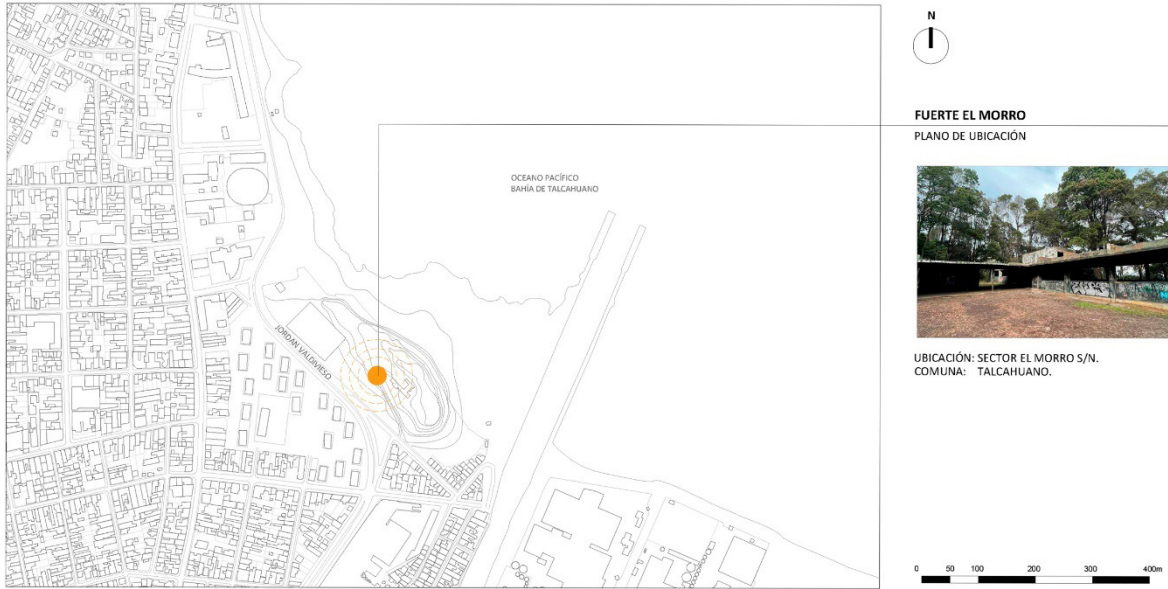 N
FUERTE EL MORRO
PLANO DE UBICACIÓN
OCEANO PACÍFICO
BAHÍA DE TALCAHUANO
JORDAN VALDIVIESO
UBICACIÓN: SECTOR EL MORRO S/N.
COMUNA: TALCAHUANO.
0 50 100 200 300 400m